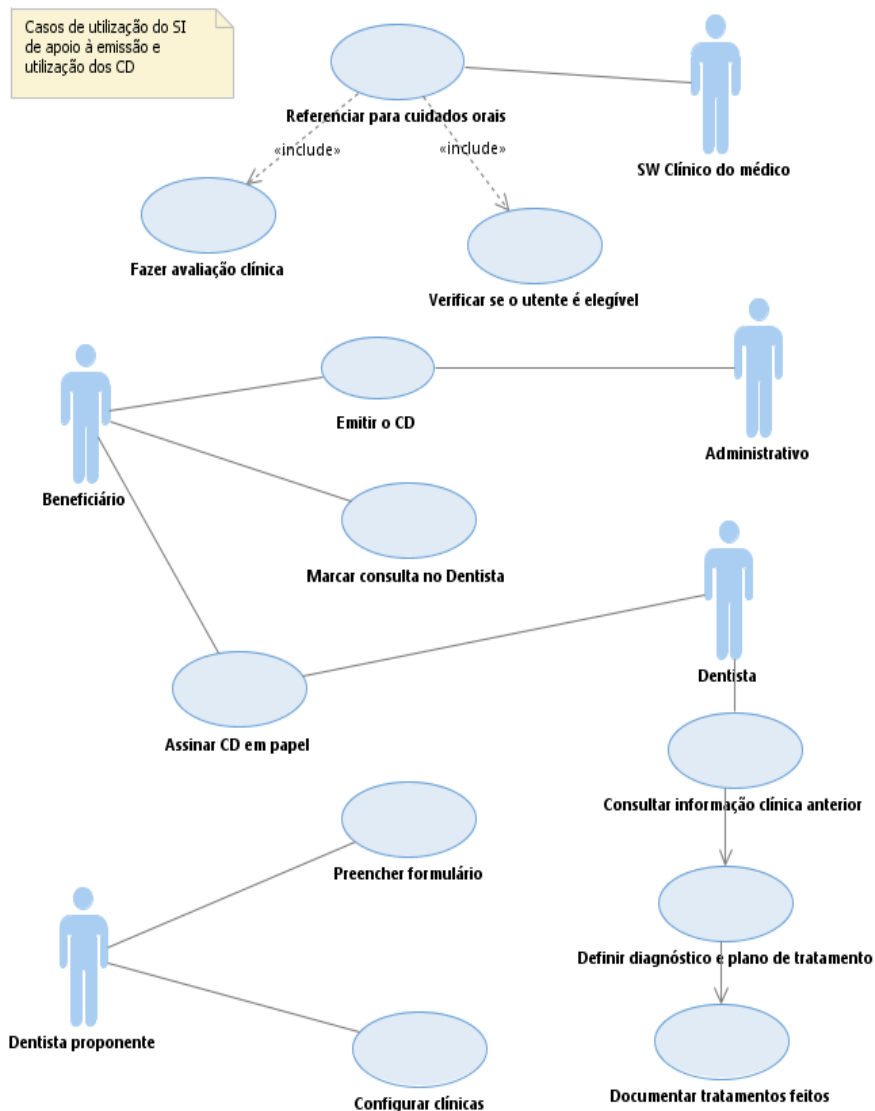 Casos de utilização do SI
de apoio à emissão e
utilização dos CD
Referenciar para cuidados orais
«include»
«include»
SW Clínico do médico
Fazer avaliação clínica
Verificar se o utente é elegível
Emitir o CD
Administrativo
Beneficiário
Marcar consulta no Dentista
Dentista
Assinar CD em papel
Consultar informação clínica anterior
Preencher formulário
Definir diagnóstico e plano de tratamento
Dentista proponente
Configurar clínicas
Documentar tratamentos feitos